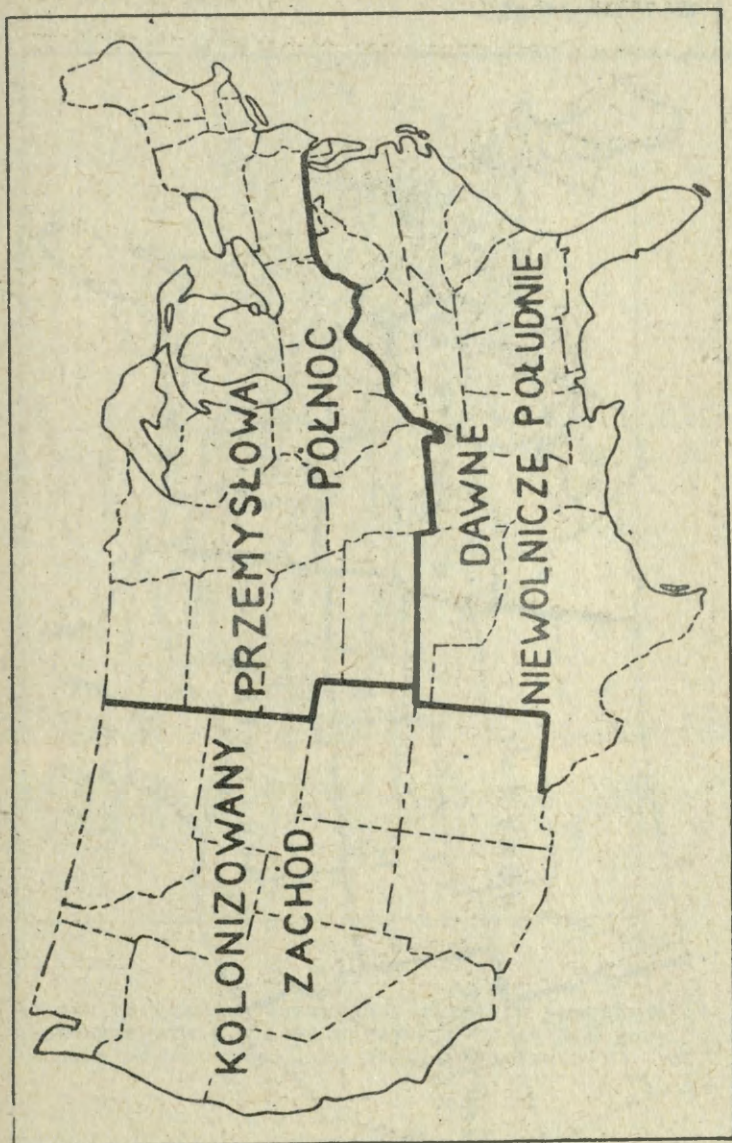 KOLONIZOWANY
ZACHÓD
PRZEMYSŁOWA
PÓŁNOC
DAWNE
NIEWOLNICZE POŁUDNIE